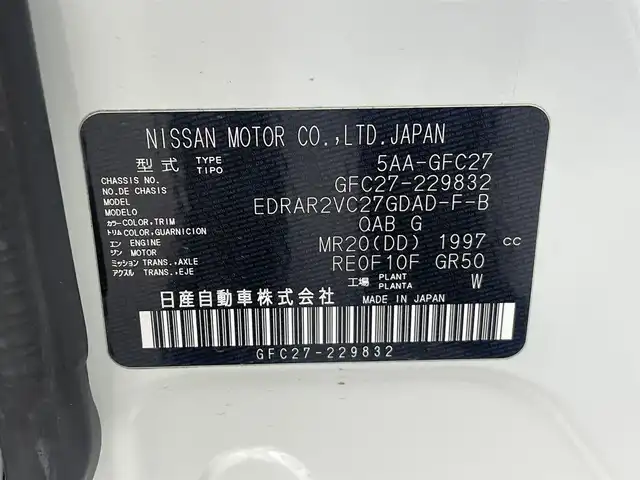 NISSAN MOTOR CO.,LTD.JAPAN
型式 TYPE TIPO 5AA-GFC27
CHASSIS NO. NO.DE CHASIS GFC27-229832
MODEL MODELO EDRAR2VC27GDAD-F-B
カラー COLOR, TRIM トリム COLOR, GUARNICION QAB G
エン ENGINE ジン MOTOR MR20(DD) 1997 cc
ミッション TRANS., AXLE アクスル TRANS., EJE RE0F10F GR50
工場 PLANT PLANTA W
日産自動車株式会社 MADE IN JAPAN
GFC27-229832